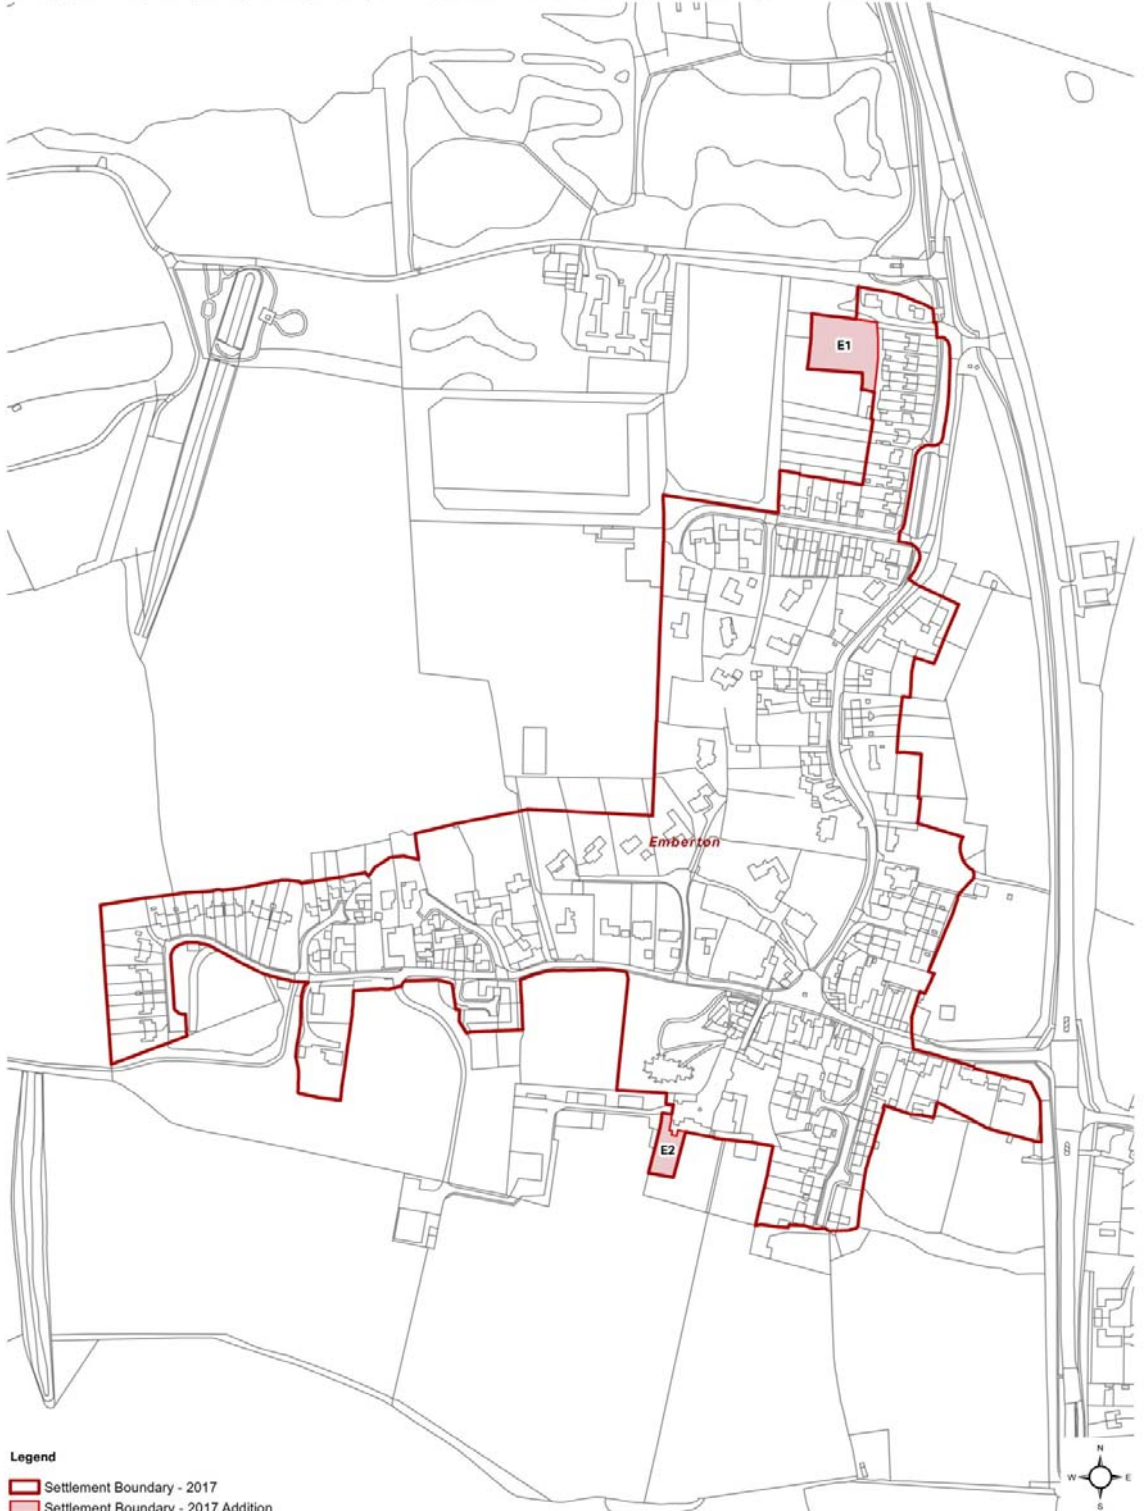 E1
Emberton
E2
Legend
Settlement Boundary - 2017
Settlement Boundary - 2017 Addition
N
W E
S